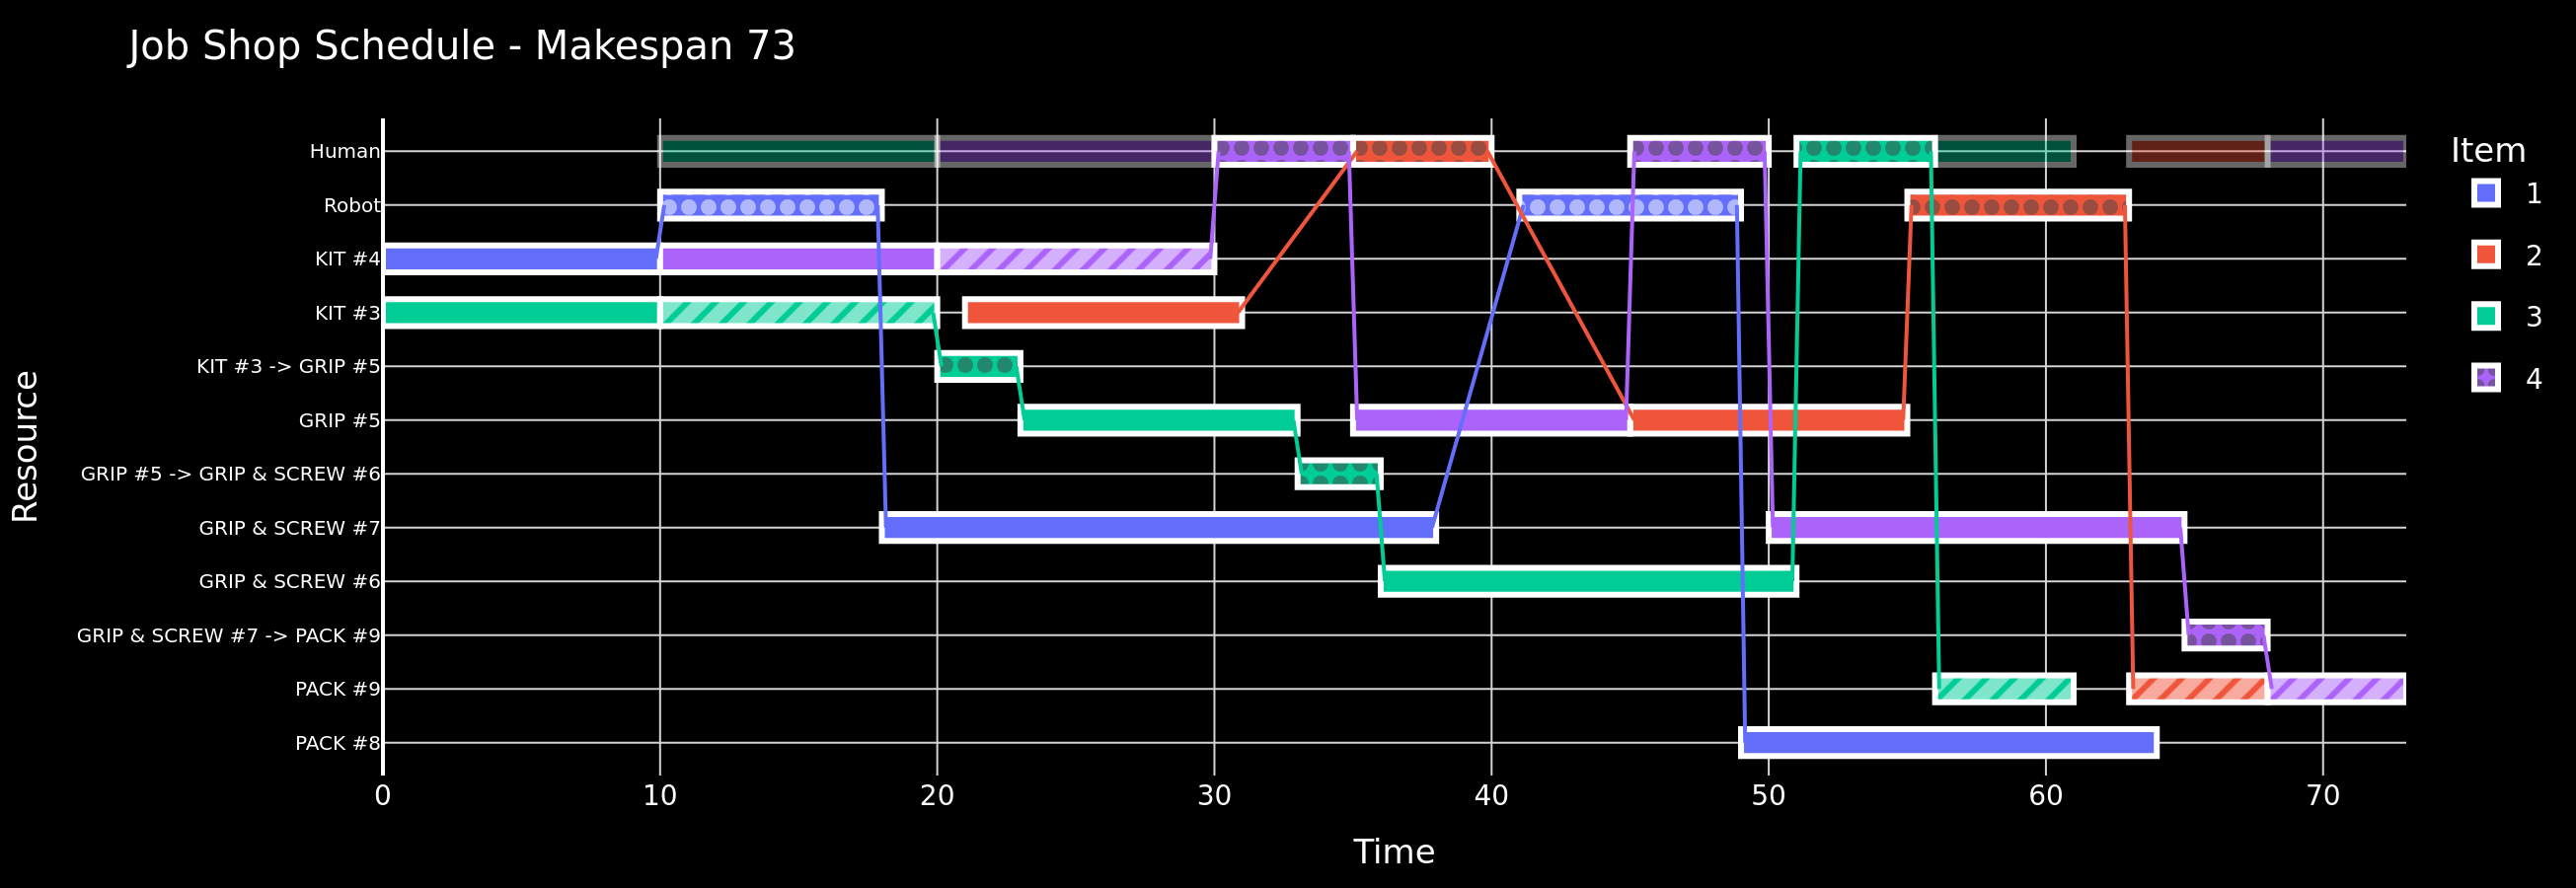 Job Shop Schedule - Makespan 73
Resource
Human
Robot
KIT #4
KIT #3
KIT #3 -> GRIP #5
GRIP #5
GRIP #5 -> GRIP & SCREW #6
GRIP & SCREW #7
GRIP & SCREW #6
GRIP & SCREW #7 -> PACK #9
PACK #9
PACK #8
0 10 20 30 40 50 60 70
Time
Item
1
2
3
4